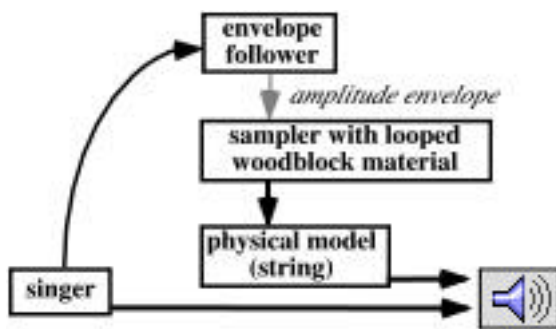 envelope
follower
amplitude envelope
sampler with looped
woodblock material
physical model
(string)
singer